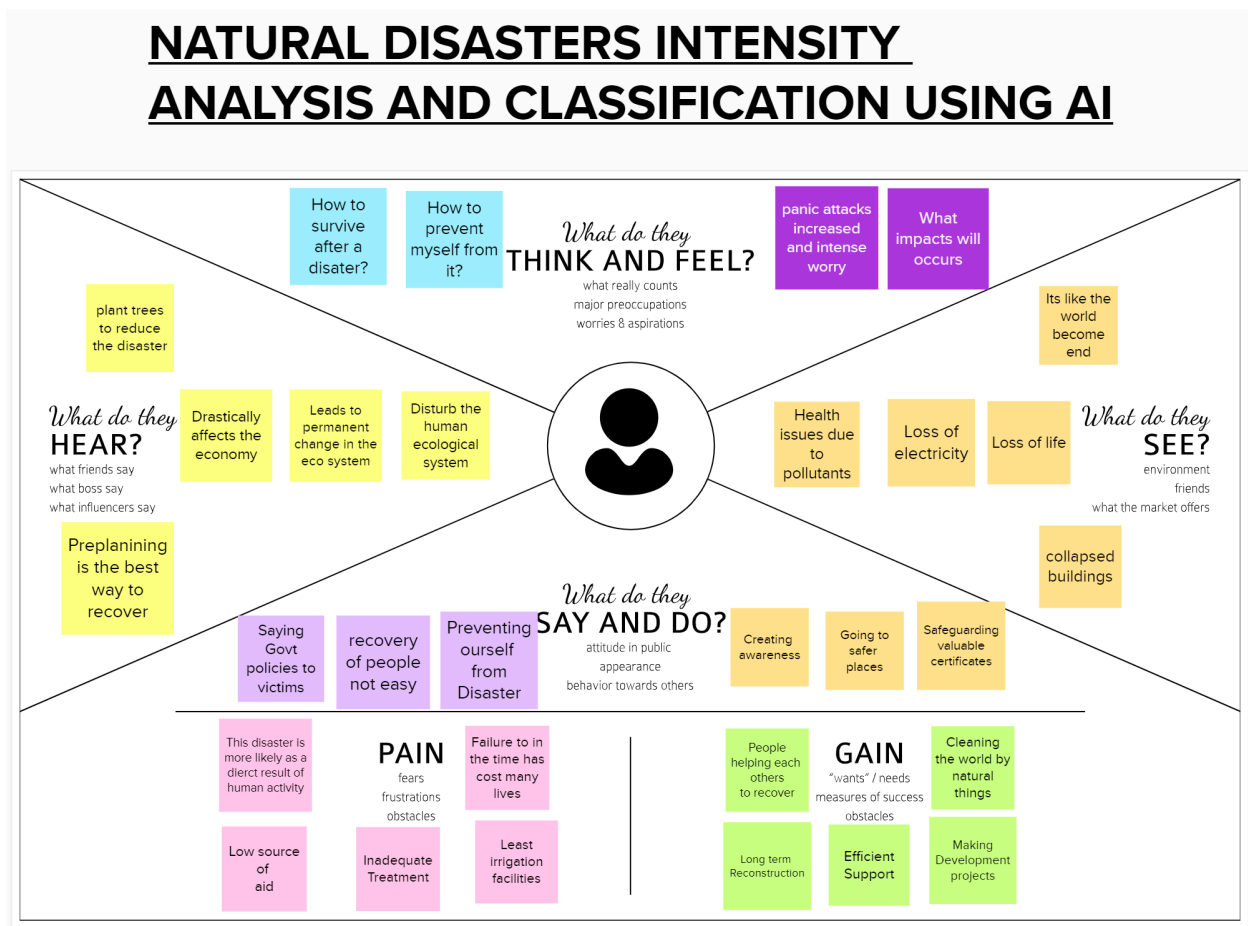 NATURAL DISASTERS INTENSITY
ANALYSIS AND CLASSIFICATION USING AI
How to
survive
after a
disater?
How to
prevent
myself from
it?
What do they
THINK AND FEEL?
what really counts
major preoccupations
worries & aspirations
panic attacks
increased
and intense
worry
What
impacts will
occurs
plant trees
to reduce
the disaster
What do they
HEAR?
what friends say
what boss say
what influencers say
Drastically
affects the
economy
Leads to
permanent
change in the
eco system
Disturb the
human
ecological
system
Preplanining
is the best
way to
recover
Its like the
world
become
end
Health
issues due
to
pollutants
Loss of
electricity
Loss of life
What do they
SEE?
environment
friends
what the market offers
collapsed
buildings
Saying
Govt
policies to
victims
recovery
of people
not easy
Preventing
ourself
from
Disaster
What do they
SAY AND DO?
attitude in public
appearance
behavior towards others
Creating
awareness
Going to
safer
places
Safeguarding
valuable
certificates
This disaster is
more likely as a
dierct result of
human activity
PAIN
fears
frustrations
obstacles
Failure to in
the time has
cost many
lives
Low source
of
aid
Inadequate
Treatment
Least
irrigation
facilities
People
helping each
others
to recover
GAIN
"wants" / needs
measures of success
obstacles
Cleaning
the world by
natural
things
Long term
Reconstruction
Efficient
Support
Making
Development
projects